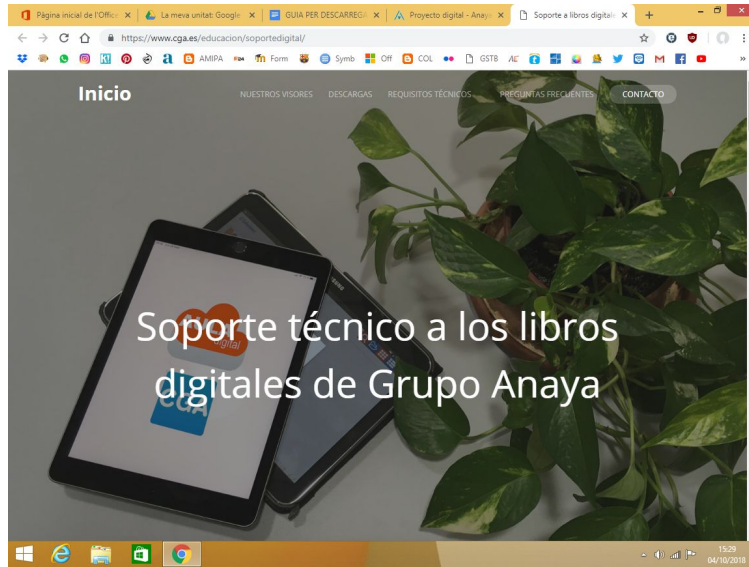 Página inicial de l'Office
La meva unitat: Google
GUIA PER DESCARREGA
Proyecto digital - Anaya
Soporte a libros digitale
https://www.cga.es/educacion/soportedigital/
AMIPA
Form
Symb
Off
COL
GSTB
Inicio
NUESTROS VISORES
DESCARGAS
REQUISITOS TÉCNICOS
PREGUNTAS FRECUENTES
CONTACTO
AULA
digital
CGA
Soporte técnico a los libros
digitales de Grupo Anaya
15:29
04/10/2018